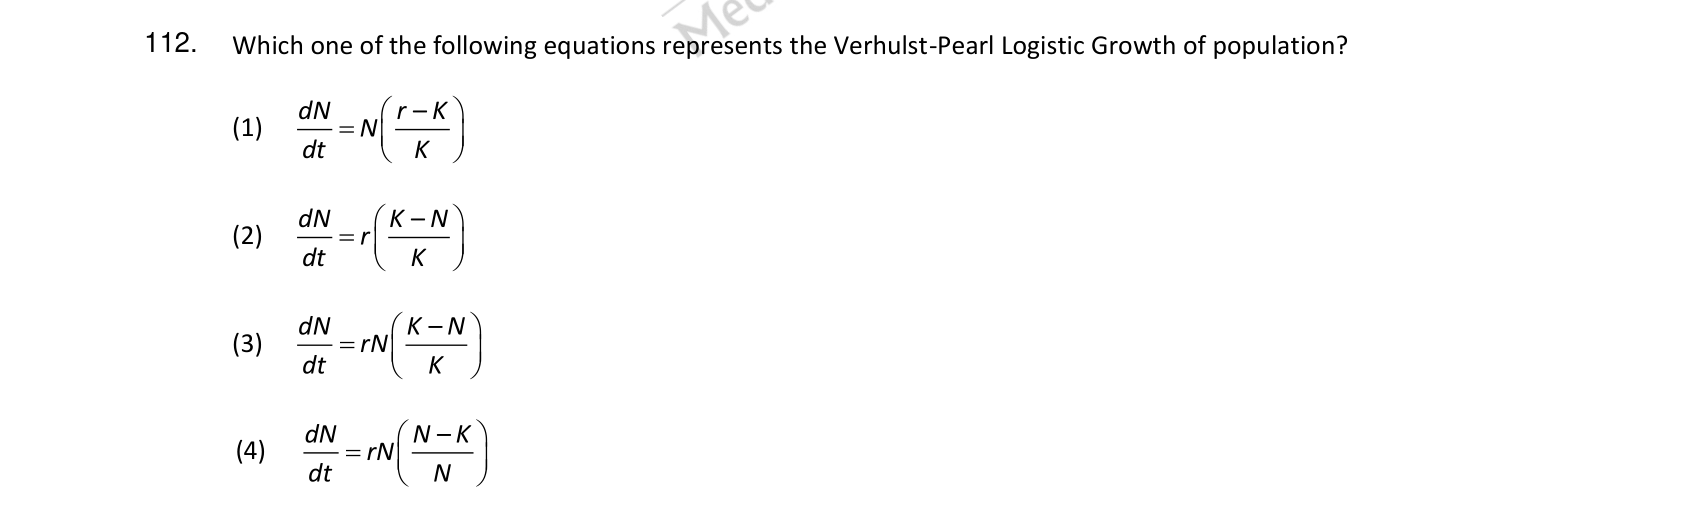 Med
112. Which one of the following equations represents the Verhulst-Pearl Logistic Growth of population?
(1) dN/dt = N((r – K)/K)
(2) dN/dt = r((K – N)/K)
(3) dN/dt = rN((K – N)/K)
(4) dN/dt = rN((N – K)/N)